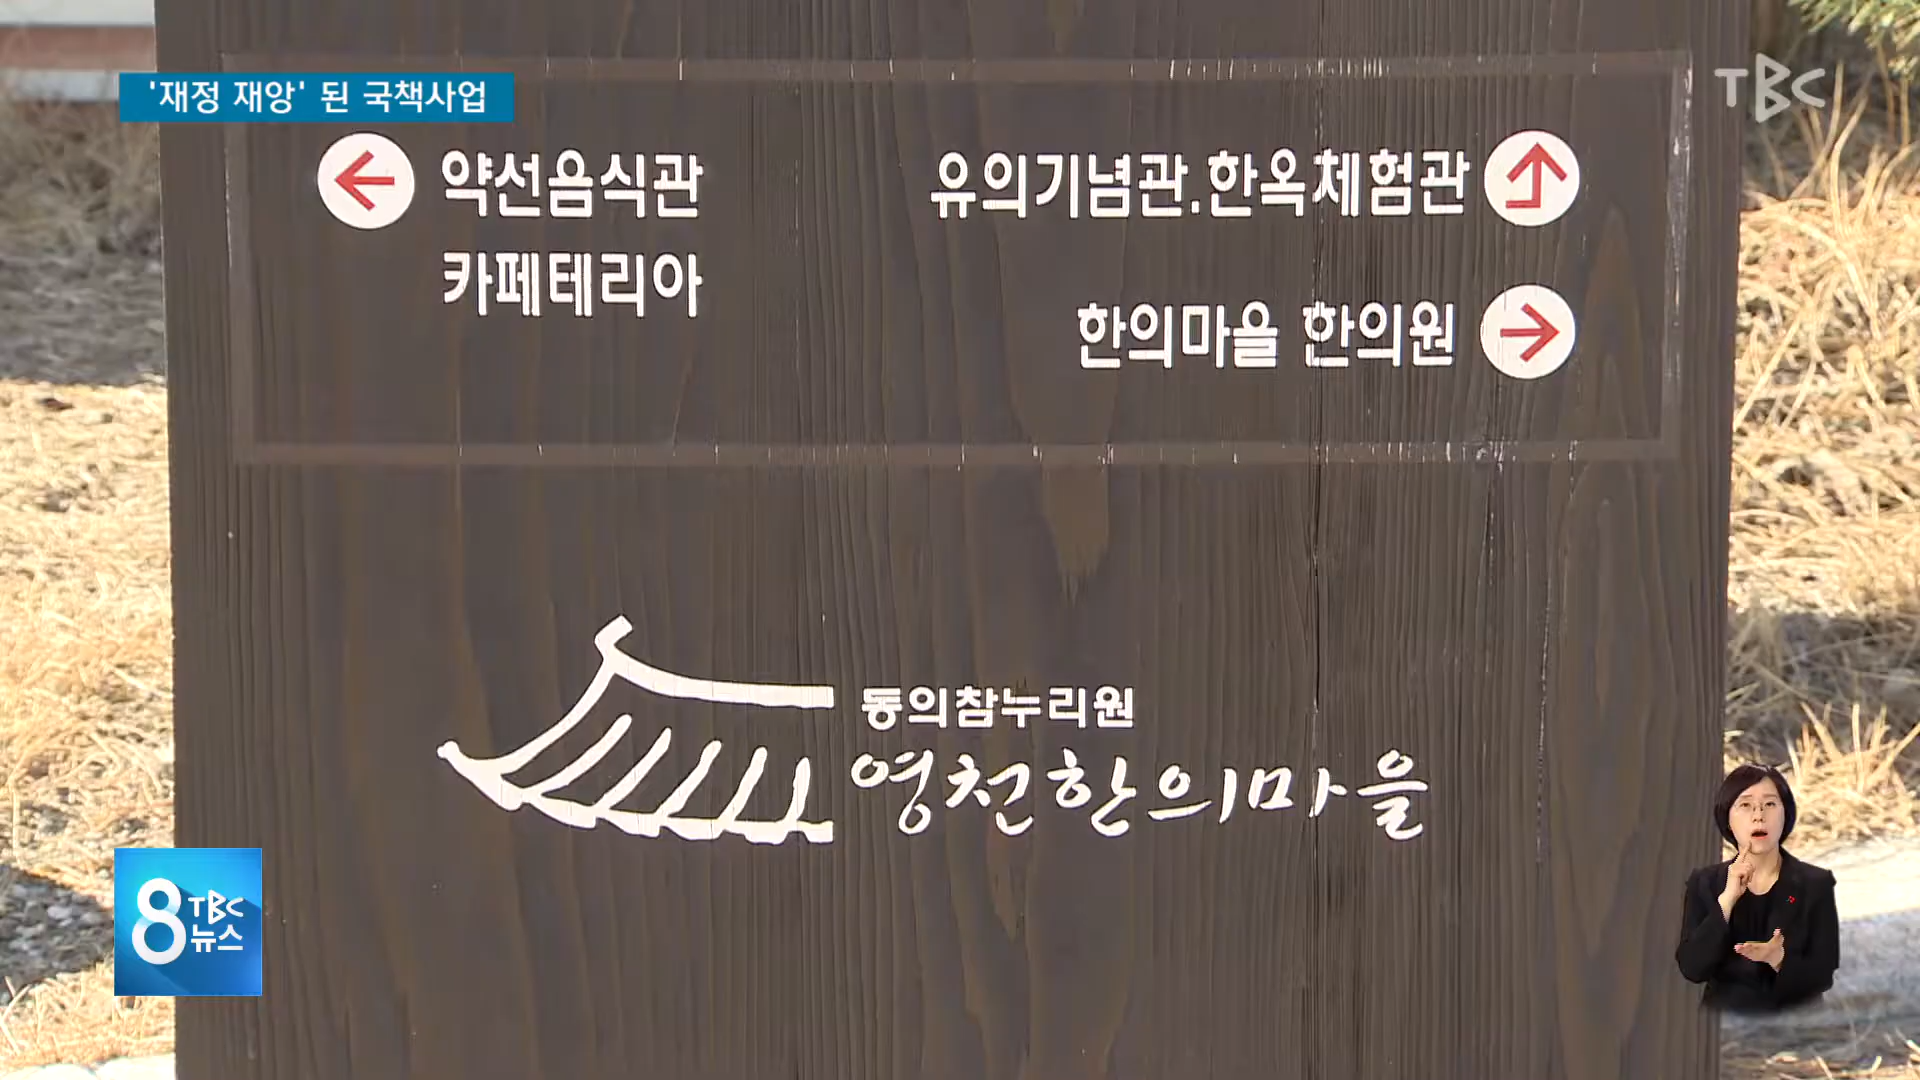 '재정 재앙' 된 국책사업
TBC
약선음식관
카페테리아
유의기념관.한옥체험관
한의마을 한의원
동의참누리원
영천한의마을
8 TBC 뉴스